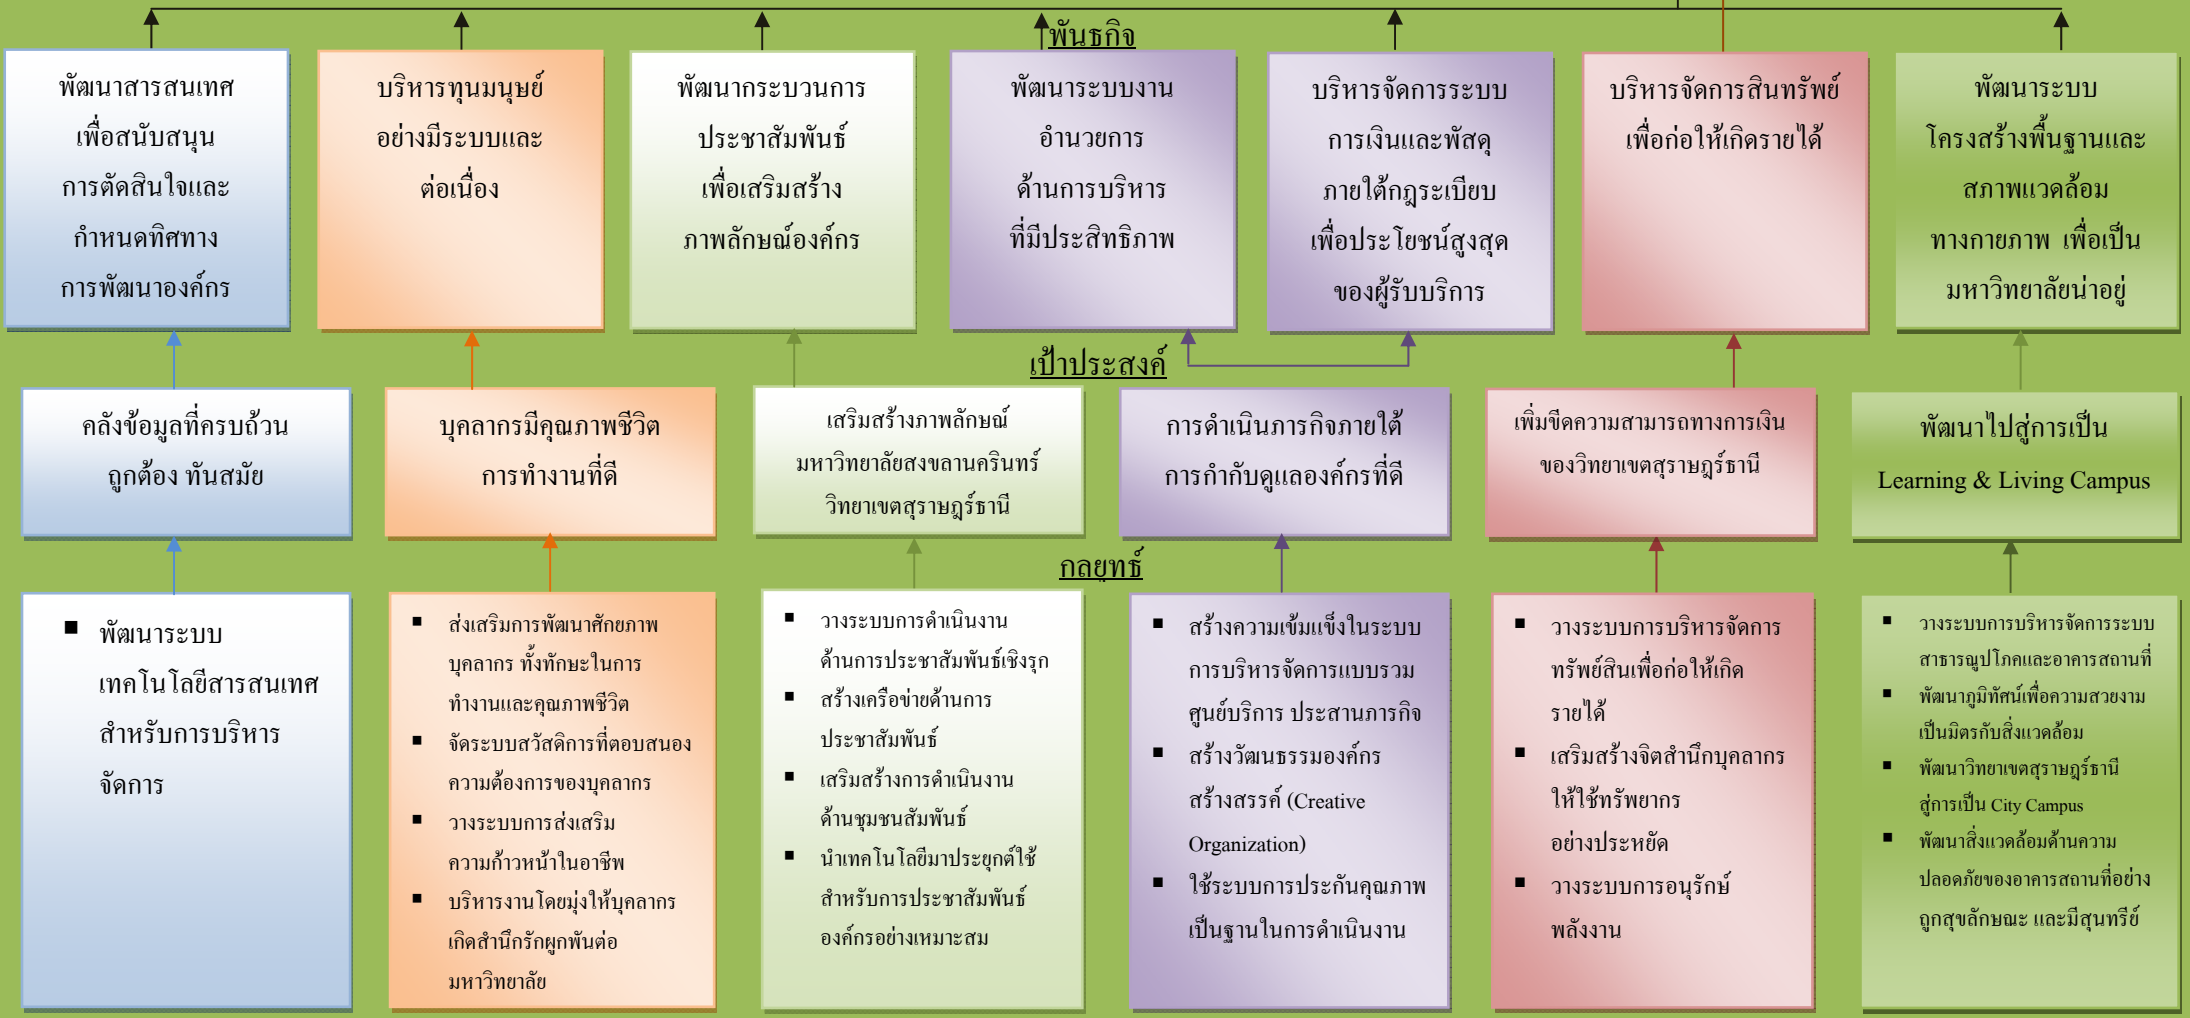 พันธกิจ
พัฒนาสารสนเทศ
เพื่อสนับสนุน
การตัดสินใจและ
กำหนดทิศทาง
การพัฒนาองค์กร
บริหารทุนมนุษย์
อย่างมีระบบและ
ต่อเนื่อง
พัฒนากระบวนการ
ประชาสัมพันธ์
เพื่อเสริมสร้าง
ภาพลักษณ์องค์กร
พัฒนาระบบงาน
อำนวยการ
ด้านการบริหาร
ที่มีประสิทธิภาพ
บริหารจัดการระบบ
การเงินและพัสดุ
ภายใต้กฎระเบียบ
เพื่อประโยชน์สูงสุด
ของผู้รับบริการ
บริหารจัดการสินทรัพย์
เพื่อก่อให้เกิดรายได้
พัฒนาระบบ
โครงสร้างพื้นฐานและ
สภาพแวดล้อม
ทางกายภาพ เพื่อเป็น
มหาวิทยาลัยน่าอยู่
เป้าประสงค์
คลังข้อมูลที่ครบถ้วน
ถูกต้อง ทันสมัย
บุคลากรมีคุณภาพชีวิต
การทำงานที่ดี
เสริมสร้างภาพลักษณ์
มหาวิทยาลัยสงขลานครินทร์
วิทยาเขตสุราษฎร์ธานี
การดำเนินภารกิจภายใต้
การกำกับดูแลองค์กรที่ดี
เพิ่มขีดความสามารถทางการเงิน
ของวิทยาเขตสุราษฎร์ธานี
พัฒนาไปสู่การเป็น
Learning & Living Campus
กลยุทธ์
▪ พัฒนาระบบ
เทคโนโลยีสารสนเทศ
สำหรับการบริหาร
จัดการ
▪ ส่งเสริมการพัฒนาศักยภาพ
บุคลากร ทั้งทักษะในการ
ทำงานและคุณภาพชีวิต
▪ จัดระบบสวัสดิการที่ตอบสนอง
ความต้องการของบุคลากร
▪ วางระบบการส่งเสริม
ความก้าวหน้าในอาชีพ
▪ บริหารงานโดยมุ่งให้บุคลากร
เกิดสำนึกรักผูกพันต่อ
มหาวิทยาลัย
▪ วางระบบการดำเนินงาน
ด้านการประชาสัมพันธ์เชิงรุก
▪ สร้างเครือข่ายด้านการ
ประชาสัมพันธ์
▪ เสริมสร้างการดำเนินงาน
ด้านชุมชนสัมพันธ์
▪ นำเทคโนโลยีมาประยุกต์ใช้
สำหรับการประชาสัมพันธ์
องค์กรอย่างเหมาะสม
▪ สร้างความเข้มแข็งในระบบ
การบริหารจัดการแบบรวม
ศูนย์บริการ ประสานภารกิจ
▪ สร้างวัฒนธรรมองค์กร
สร้างสรรค์ (Creative
Organization)
▪ ใช้ระบบการประกันคุณภาพ
เป็นฐานในการดำเนินงาน
▪ วางระบบการบริหารจัดการ
ทรัพย์สินเพื่อก่อให้เกิด
รายได้
▪ เสริมสร้างจิตสำนึกบุคลากร
ให้ใช้ทรัพยากร
อย่างประหยัด
▪ วางระบบการอนุรักษ์
พลังงาน
▪ วางระบบการบริหารจัดการระบบ
สาธารณูปโภคและอาคารสถานที่
▪ พัฒนาภูมิทัศน์เพื่อความสวยงาม
เป็นมิตรกับสิ่งแวดล้อม
▪ พัฒนาวิทยาเขตสุราษฎร์ธานี
สู่การเป็น City Campus
▪ พัฒนาสิ่งแวดล้อมด้านความ
ปลอดภัยของอาคารสถานที่อย่าง
ถูกสุขลักษณะ และมีสุนทรีย์